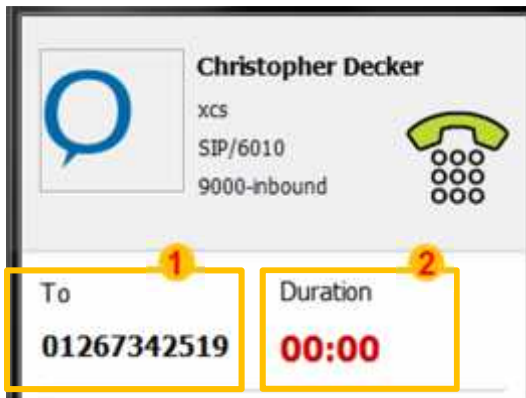 Christopher Decker
xcs
SIP/6010
9000-inbound
1
2
To
Duration
01267342519
00:00